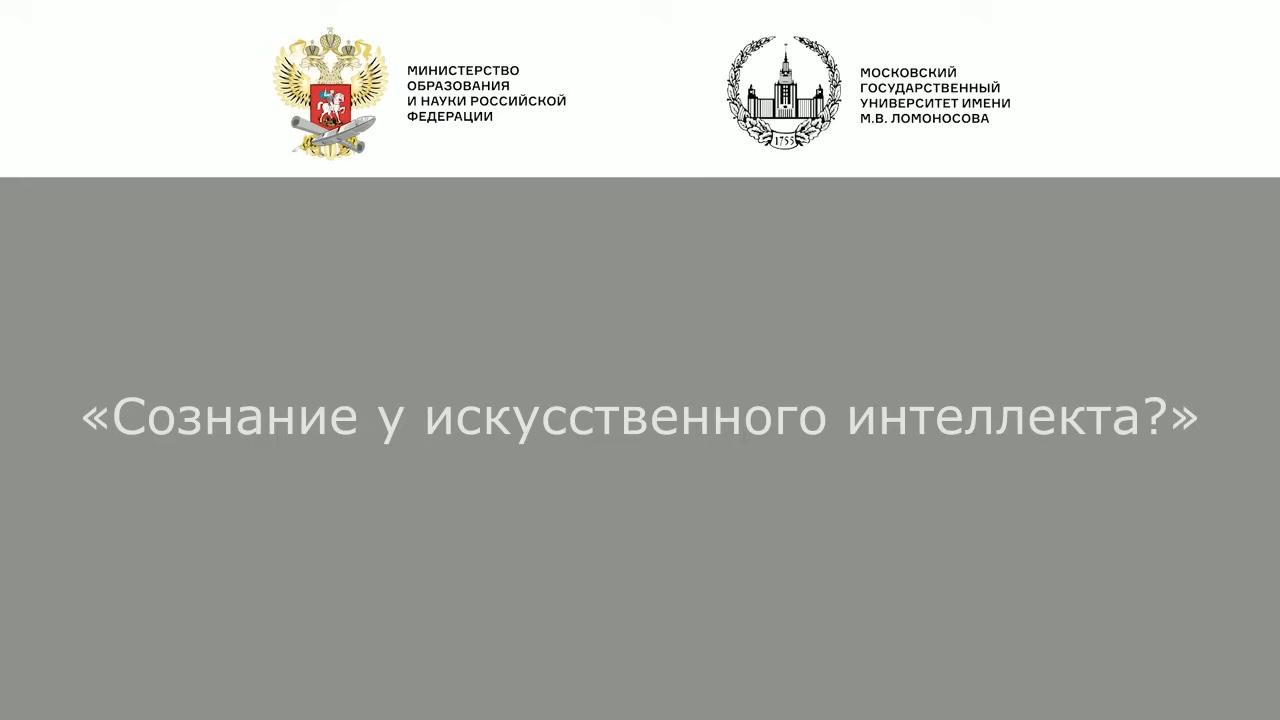 МИНИСТЕРСТВО
ОБРАЗОВАНИЯ
И НАУКИ РОССИЙСКОЙ
ФЕДЕРАЦИИ
МОСКОВСКИЙ
ГОСУДАРСТВЕННЫЙ
УНИВЕРСИТЕТ ИМЕНИ
М.В. ЛОМОНОСОВА
1755
«Сознание у искусственного интеллекта?»